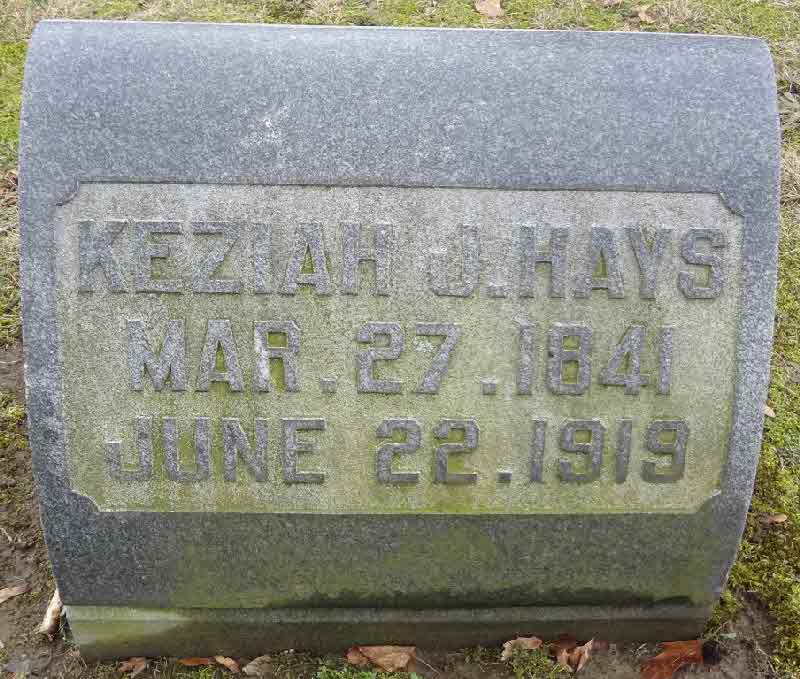 KEZIAH J. HAYS
MAR. 27. 1841
JUNE 22. 1919